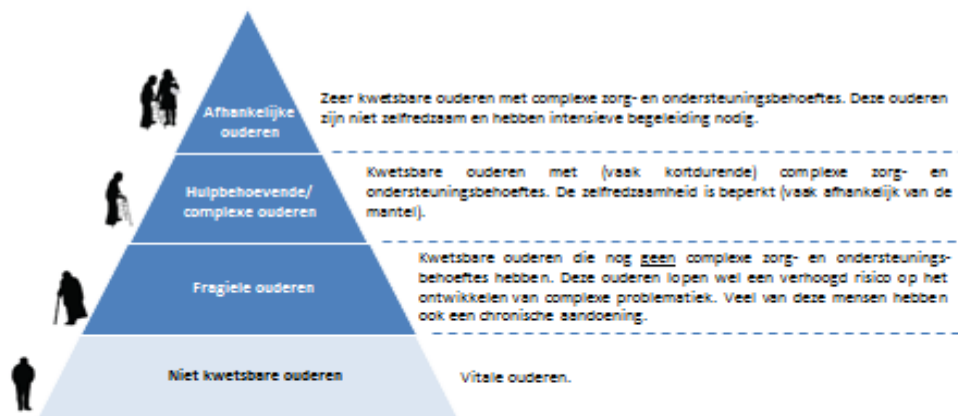 Afhankelijke
ouderen
Zeer kwetsbare ouderen met complexe zorg- en ondersteuningsbehoeftes. Deze ouderen
zijn niet zelfredzaam en hebben intensieve begeleiding nodig.
Hulpbehoevende/
complexe ouderen
Kwetsbare ouderen met (vaak kortdurende) complexe zorg- en
ondersteuningsbehoeftes. De zelfredzaamheid is beperkt (vaak afhankelijk van de
mantel).
Fragiele ouderen
Kwetsbare ouderen die nog geen complexe zorg- en ondersteunings-
behoeftes hebben. Deze ouderen lopen wel een verhoogd risico op het
ontwikkelen van complexe problematiek. Veel van deze mensen hebben
ook een chronische aandoening.
Niet kwetsbare ouderen
Vitale ouderen.